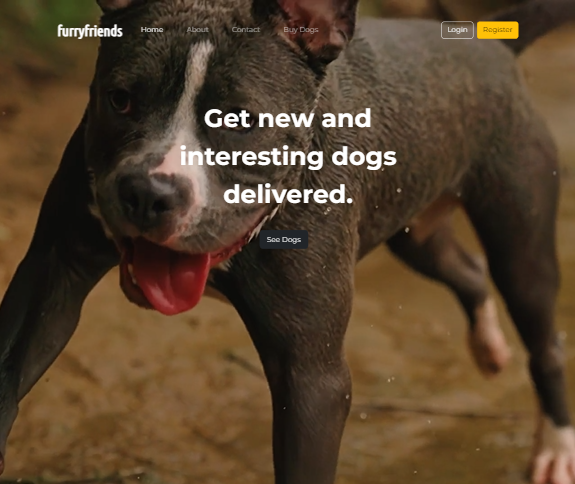 furryfriends Home About Contact Buy Dogs Login Register
Get new and
interesting dogs
delivered.
See Dogs